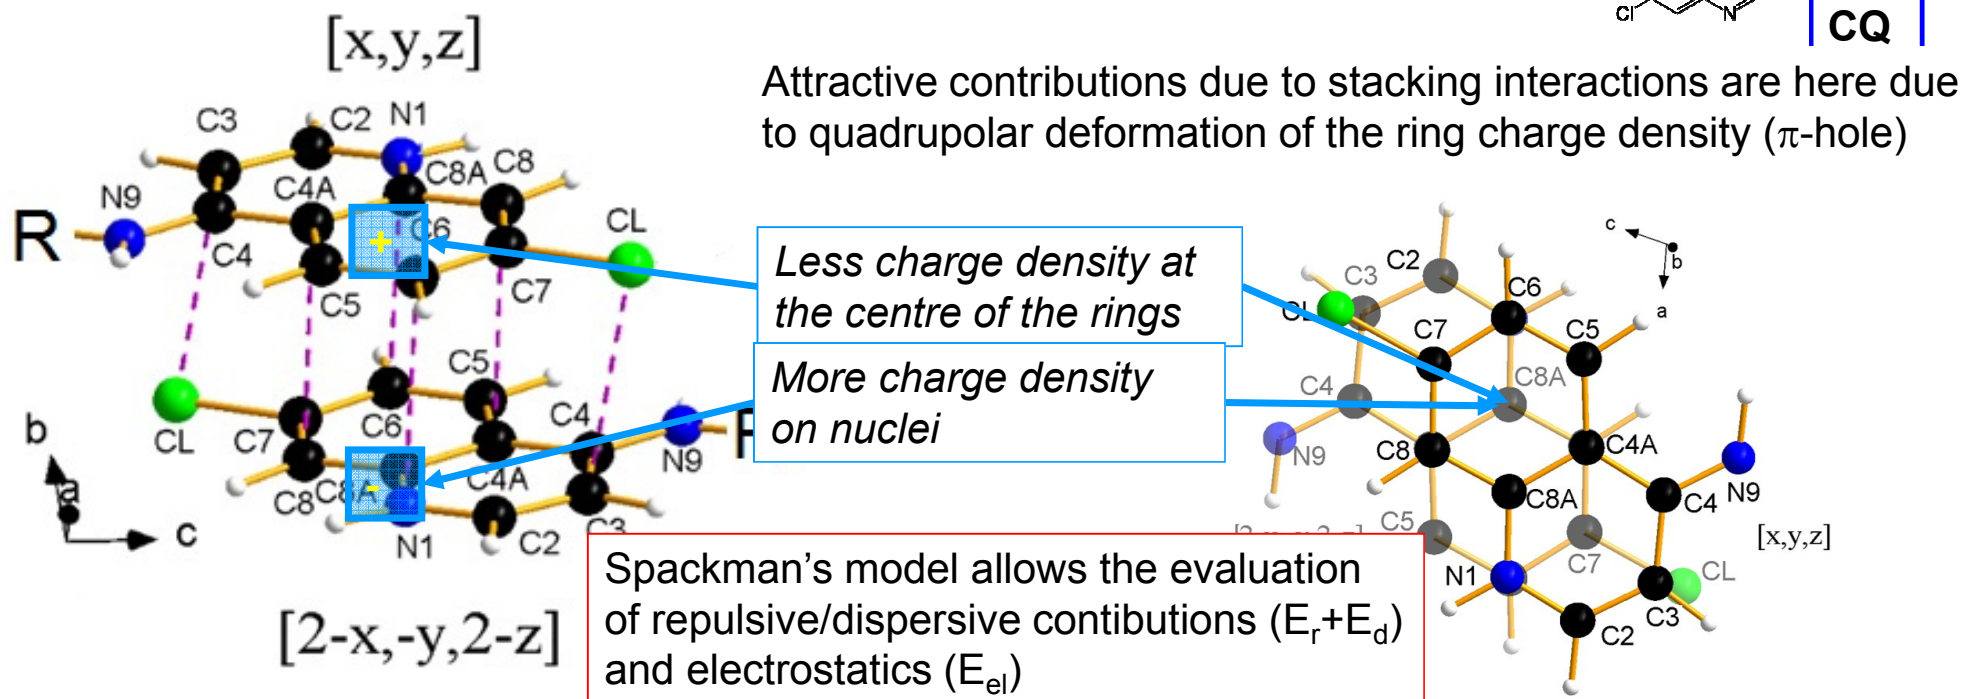 Cl
N
CQ
[x,y,z]
Attractive contributions due to stacking interactions are here due
to quadrupolar deformation of the ring charge density (π-hole)
C3
C2
N1
N9
C4A
C8A
C8
R
+
C6
CL
C4
C5
C7
Less charge density at
the centre of the rings
More charge density
on nuclei
c
b
a
C3
C2
C6
CL
C7
C5
C4
C8A
N9
C8
C4A
C8A
C4
N9
C5
C7
[x,y,z]
N1
CL
C3
C2
C5
C4
CL
C7
C6
N9
b
a
C8
C8A
-
C4A
c
N1
C2
C3
[2-x,-y,2-z]
Spackman’s model allows the evaluation
of repulsive/dispersive contibutions (Er+Ed)
and electrostatics (Eel)